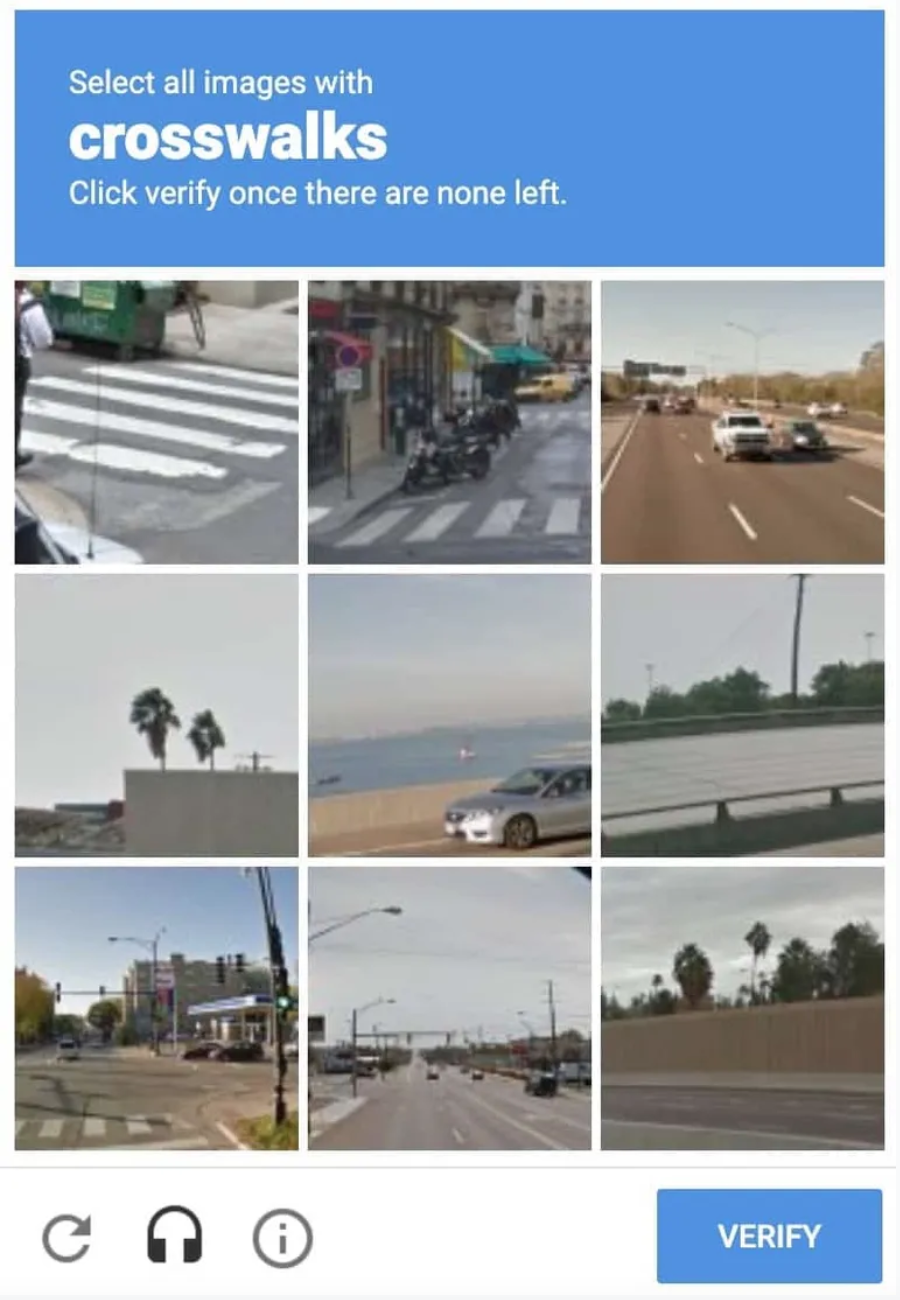 Select all images with
crosswalks
Click verify once there are none left.
VERIFY